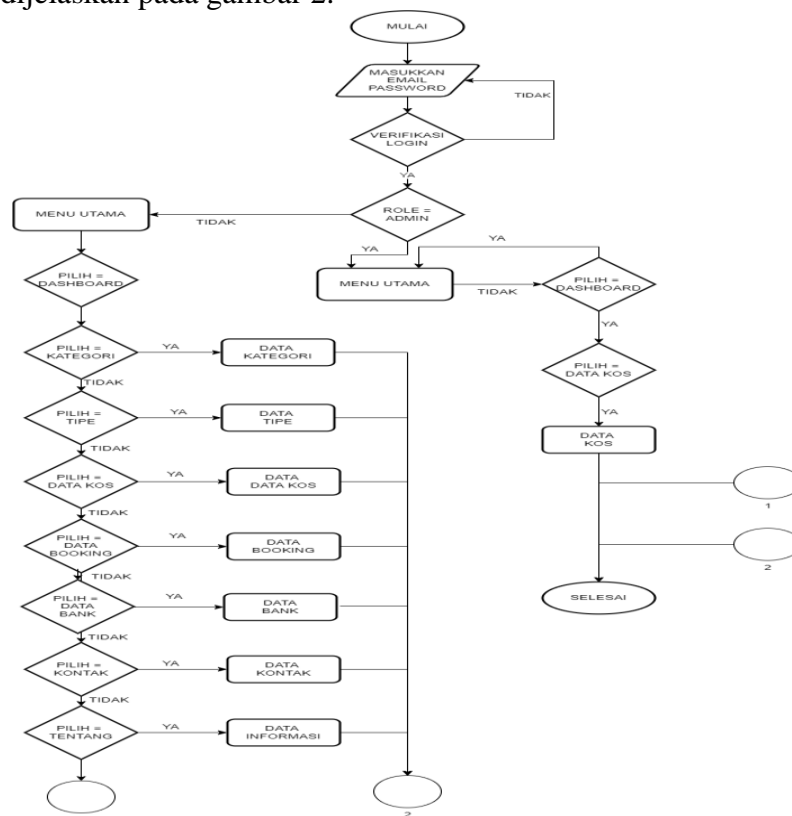 dijelaskan pada gambar 2.
MULAI
MASUKKAN
EMAIL
PASSWORD
TIDAK
VERIFIKASI
LOGIN
YA
ROLE =
ADMIN
TIDAK
MENU UTAMA
YA
YA
MENU UTAMA
TIDAK
PILIH =
DASHBOARD
YA
PILIH =
DATA KOS
YA
DATA
KOS
1
2
SELESAI
PILIH =
DASHBOARD
PILIH =
KATEGORI
YA
DATA
KATEGORI
TIDAK
PILIH =
TIPE
YA
DATA
TIPE
TIDAK
PILIH =
DATA KOS
YA
DATA
DATA KOS
TIDAK
PILIH =
DATA
BOOKING
YA
DATA
BOOKING
TIDAK
PILIH =
DATA
BANK
YA
DATA
BANK
TIDAK
PILIH =
KONTAK
YA
DATA
KONTAK
TIDAK
PILIH =
TENTANG
YA
DATA
INFORMASI